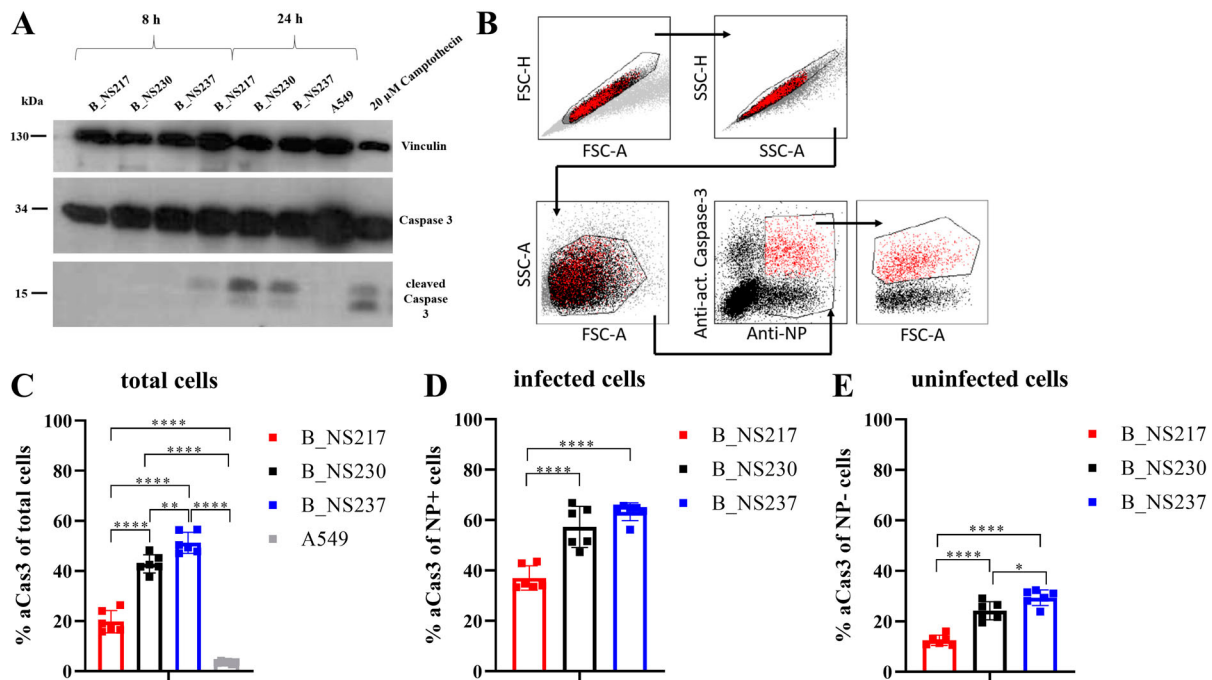 A
8 h
24 h
B_NS217
B_NS230
B_NS237
B_NS217
B_NS230
B_NS237
A549
20 µM Camptothecin
kDa
130
Vinculin
34
Caspase 3
15
cleaved
Caspase
3
B
FSC-H
FSC-A
SSC-H
SSC-A
SSC-A
FSC-A
Anti-act. Caspase-3
Anti-NP
FSC-A
C
total cells
% aCas3 of total cells
100
80
60
40
20
0
****
****
****
**
****
****
B_NS217
B_NS230
B_NS237
A549
D
infected cells
% aCas3 of NP+ cells
100
80
60
40
20
0
****
****
B_NS217
B_NS230
B_NS237
E
uninfected cells
% aCas3 of NP- cells
100
80
60
40
20
0
****
****
*
B_NS217
B_NS230
B_NS237